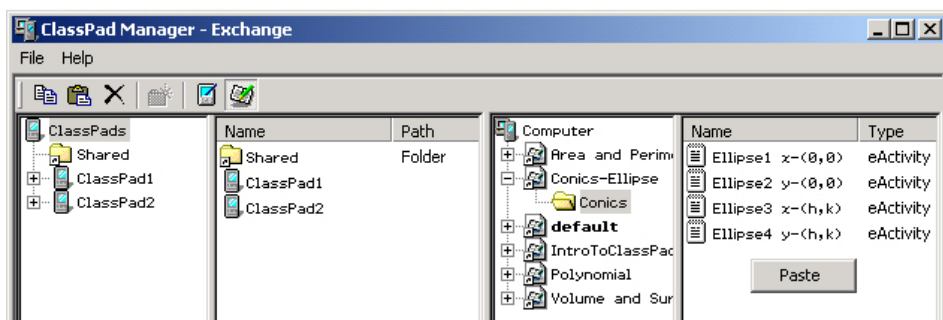 ClassPad Manager - Exchange
File Help
ClassPads
Shared
ClassPad1
ClassPad2
Name Path
Shared Folder
ClassPad1
ClassPad2
Computer
Area and Perim
Conics-Ellipse
Conics
default
IntroToClassPad
Polynomial
Volume and Sur
Name Type
Ellipse1 x-(0,0) eActivity
Ellipse2 y-(0,0) eActivity
Ellipse3 x-(h,k) eActivity
Ellipse4 y-(h,k) eActivity
Paste